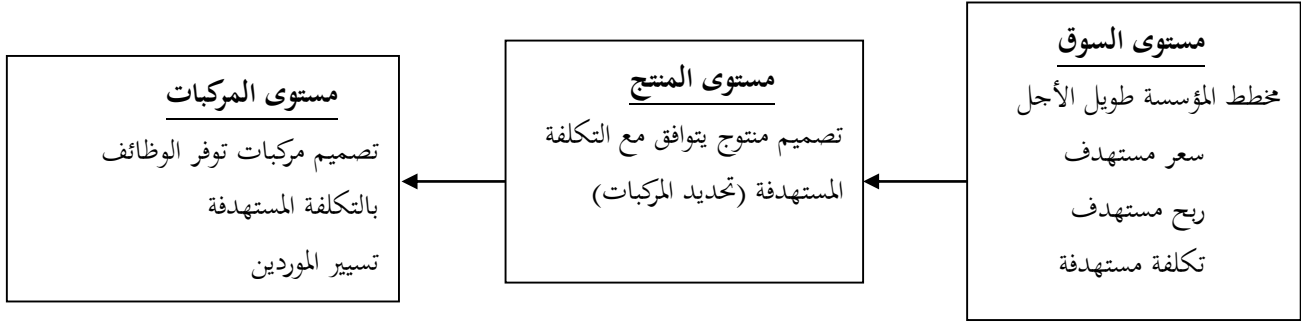 مستوى السوق
مخطط المؤسسة طويل الأجل
سعر مستهدف
ربح مستهدف
تكلفة مستهدفة
مستوى المنتج
تصميم منتوج يتوافق مع التكلفة
المستهدفة (تحديد المركبات)
مستوى المركبات
تصميم مركبات توفر الوظائف
بالتكلفة المستهدفة
تسيير الموردين